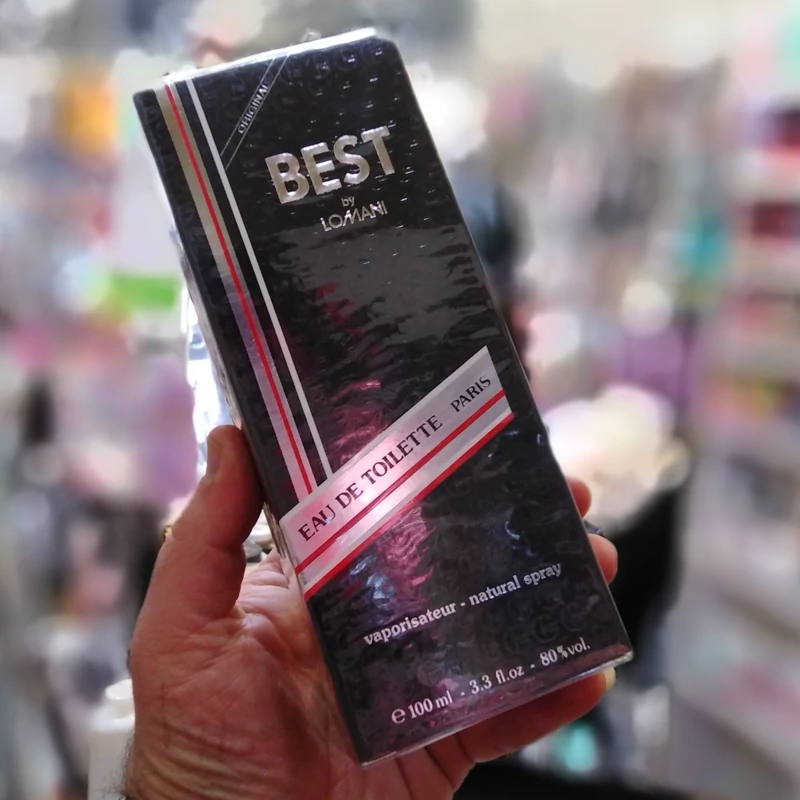 ORIGINAL
BEST
by
LOMANI
EAU DE TOILETTE PARIS
vaporisateur - natural spray
℮ 100 ml - 3.3 fl.oz - 80%vol.